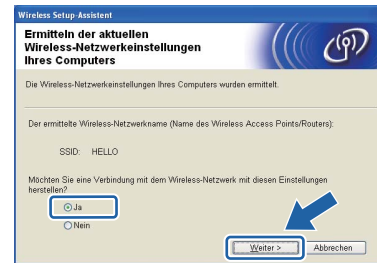 Wireless Setup-Assistent
Ermitteln der aktuellen
Wireless-Netzwerkeinstellungen
Ihres Computers
Die Wireless-Netzwerkeinstellungen Ihres Computers wurden ermittelt.
Der ermittelte Wireless-Netzwerkname (Name des Wireless Access Points/Routers):
SSID: HELLO
Möchten Sie eine Verbindung mit dem Wireless-Netzwerk mit diesen Einstellungen
herstellen?
Ja
Nein
Weiter >
Abbrechen